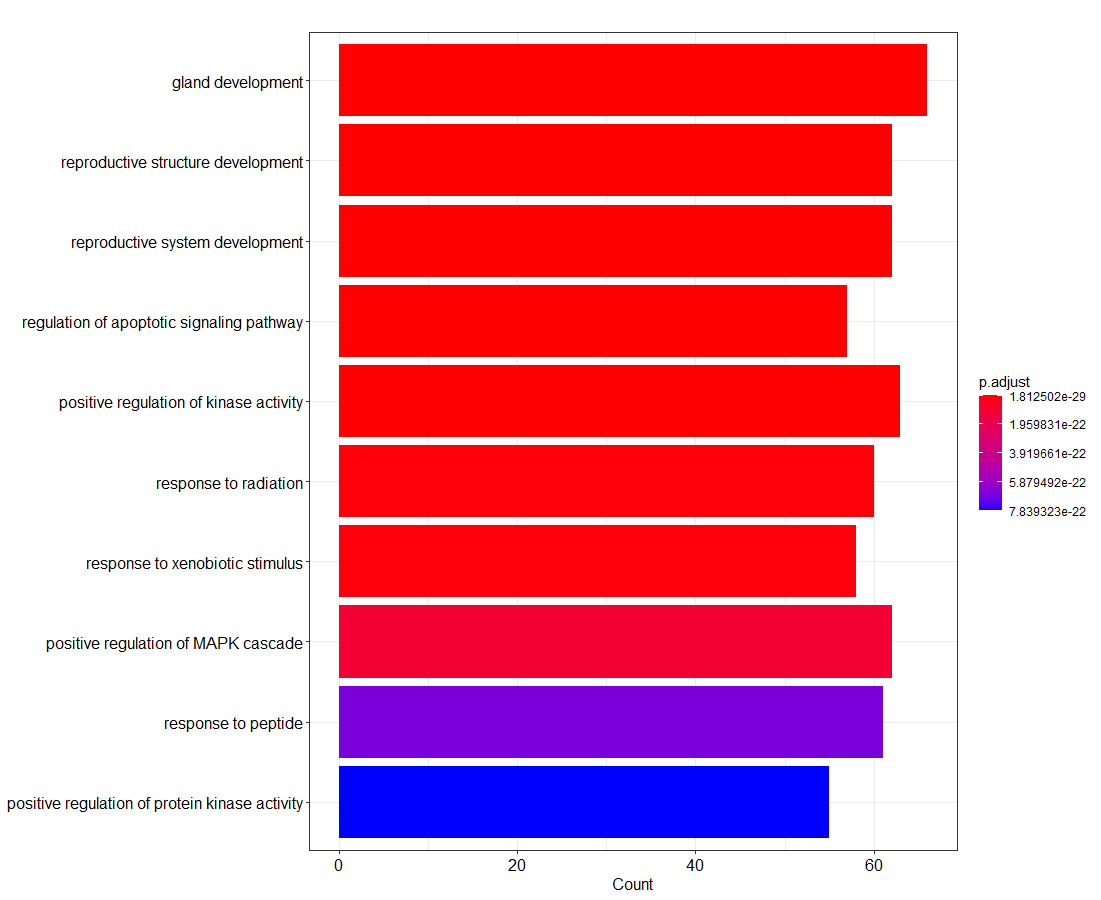 gland development
reproductive structure development
reproductive system development
regulation of apoptotic signaling pathway
positive regulation of kinase activity
response to radiation
response to xenobiotic stimulus
positive regulation of MAPK cascade
response to peptide
positive regulation of protein kinase activity
0 20 40 60
Count
p.adjust
1.812502e-29
1.959831e-22
3.919661e-22
5.879492e-22
7.839323e-22